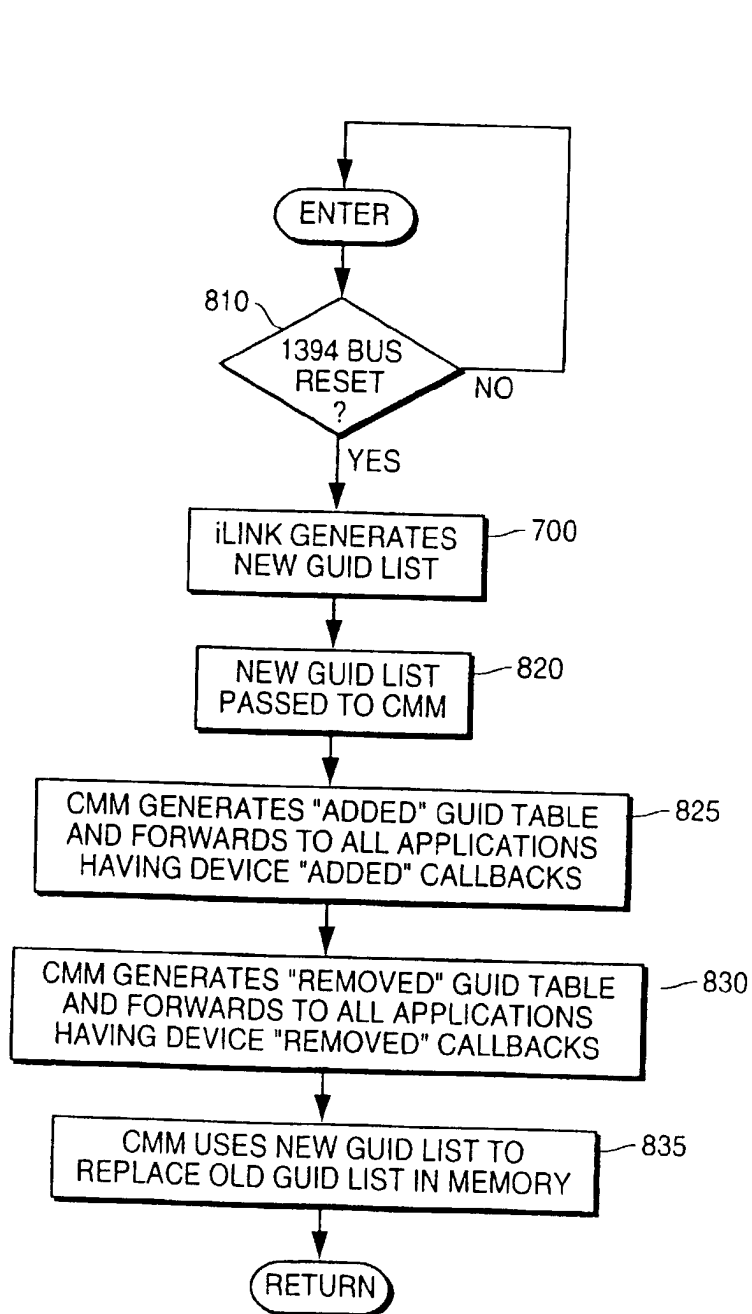 ENTER
810
1394 BUS
RESET
?
NO
YES
iLINK GENERATES
NEW GUID LIST
700
NEW GUID LIST
PASSED TO CMM
820
CMM GENERATES "ADDED" GUID TABLE
AND FORWARDS TO ALL APPLICATIONS
HAVING DEVICE "ADDED" CALLBACKS
825
CMM GENERATES "REMOVED" GUID TABLE
AND FORWARDS TO ALL APPLICATIONS
HAVING DEVICE "REMOVED" CALLBACKS
830
CMM USES NEW GUID LIST TO
REPLACE OLD GUID LIST IN MEMORY
835
RETURN